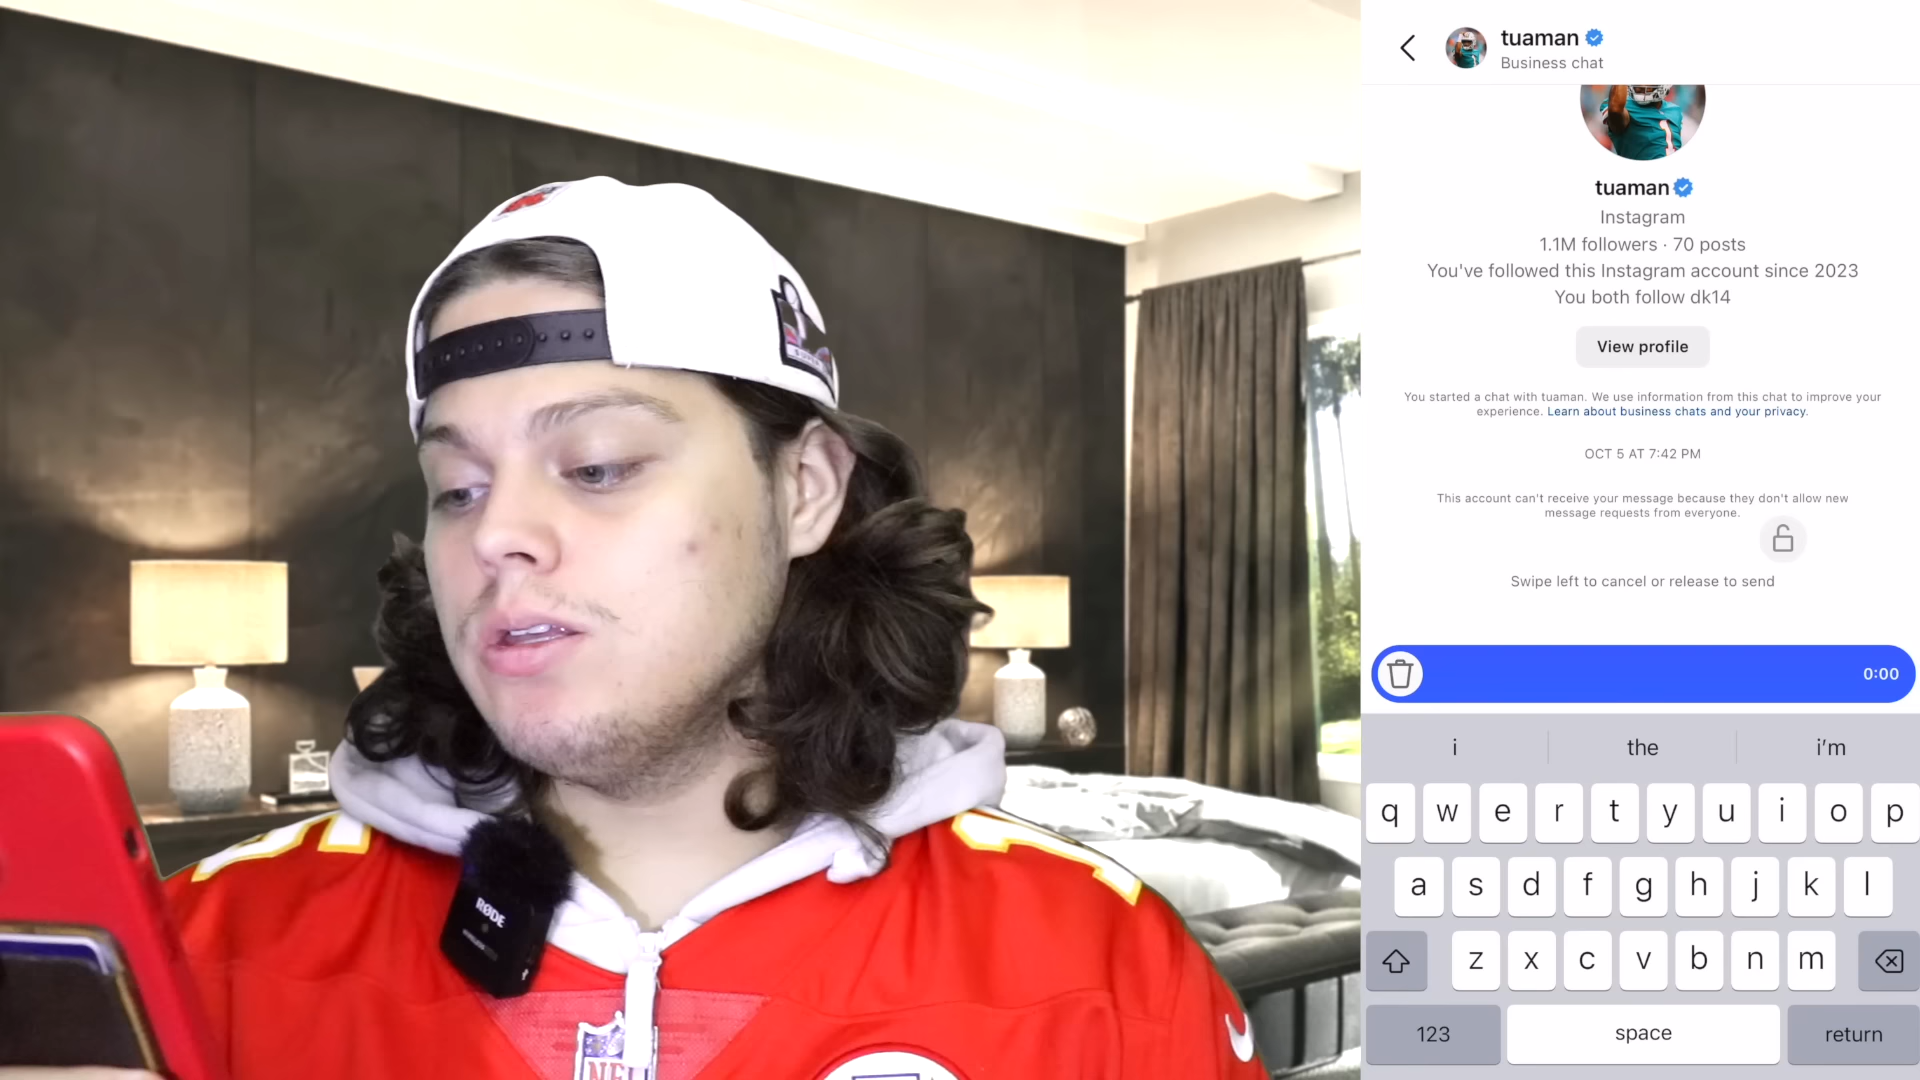 tuaman
Business chat
tuaman
Instagram
1.1M followers · 70 posts
You've followed this Instagram account since 2023
You both follow dk14
View profile
You started a chat with tuaman. We use information from this chat to improve your
experience. Learn about business chats and your privacy.
OCT 5 AT 7:42 PM
This account can't receive your message because they don't allow new
message requests from everyone.
Swipe left to cancel or release to send
0:00
i the i'm
q w e r t y u i o p
a s d f g h j k l
z x c v b n m
123 space return
RØDE
NFL